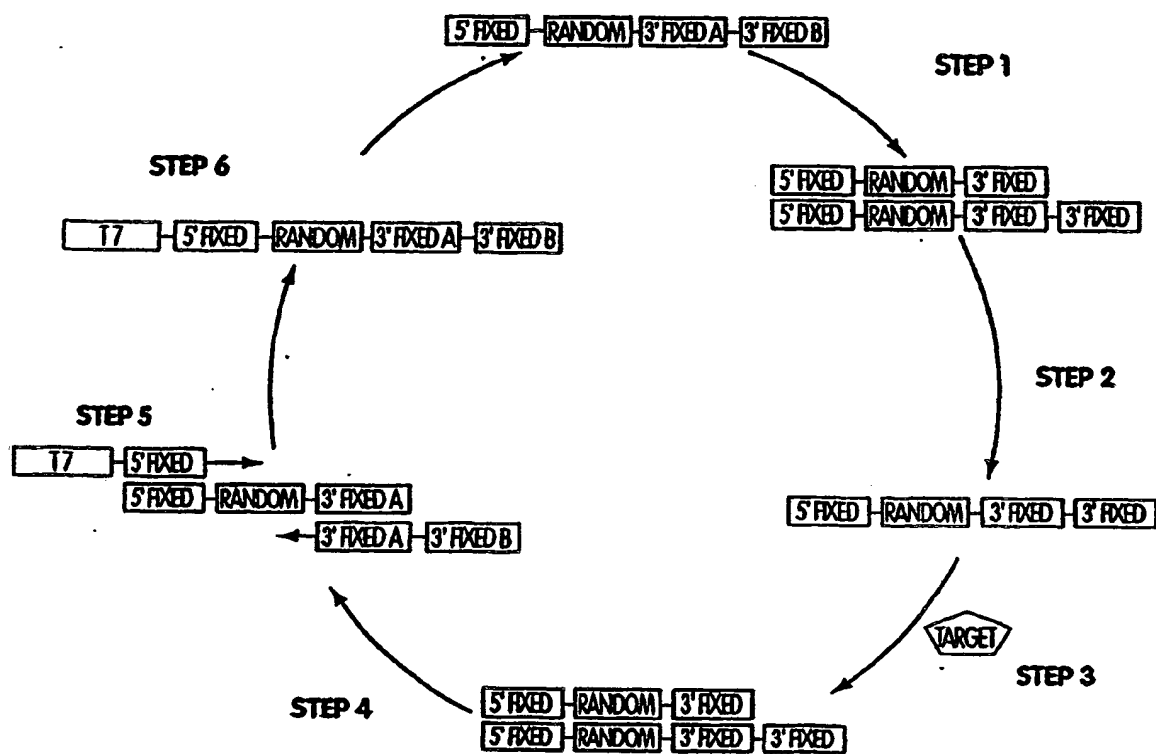 5' FIXED RANDOM 3' FIXED A 3' FIXED B
STEP 1
5' FIXED RANDOM 3' FIXED
5' FIXED RANDOM 3' FIXED 3' FIXED
STEP 2
5' FIXED RANDOM 3' FIXED 3' FIXED
TARGET
STEP 3
5' FIXED RANDOM 3' FIXED
5' FIXED RANDOM 3' FIXED 3' FIXED
STEP 4
STEP 5
T7 5' FIXED
5' FIXED RANDOM 3' FIXED A
3' FIXED A 3' FIXED B
STEP 6
T7 5' FIXED RANDOM 3' FIXED A 3' FIXED B